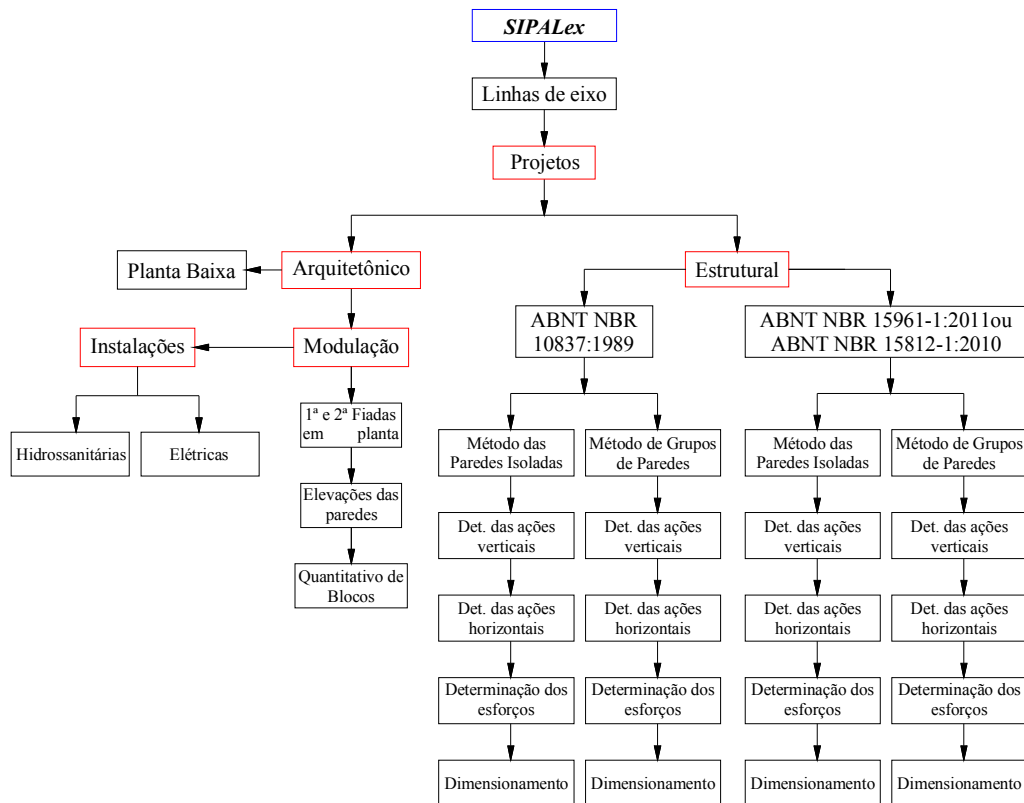 SIPALex
Linhas de eixo
Projetos
Planta Baixa
Arquitetônico
Estrutural
Instalações
Modulação
ABNT NBR
10837:1989
ABNT NBR 15961-1:2011ou
ABNT NBR 15812-1:2010
Hidrossanitárias
Elétricas
1ª e 2ª Fiadas
em planta
Elevações das
paredes
Quantitativo de
Blocos
Método das
Paredes Isoladas
Método de Grupos
de Paredes
Método das
Paredes Isoladas
Método de Grupos
de Paredes
Det. das ações
verticais
Det. das ações
verticais
Det. das ações
verticais
Det. das ações
verticais
Det. das ações
horizontais
Det. das ações
horizontais
Det. das ações
horizontais
Det. das ações
horizontais
Determinação dos
esforços
Determinação dos
esforços
Determinação dos
esforços
Determinação dos
esforços
Dimensionamento
Dimensionamento
Dimensionamento
Dimensionamento